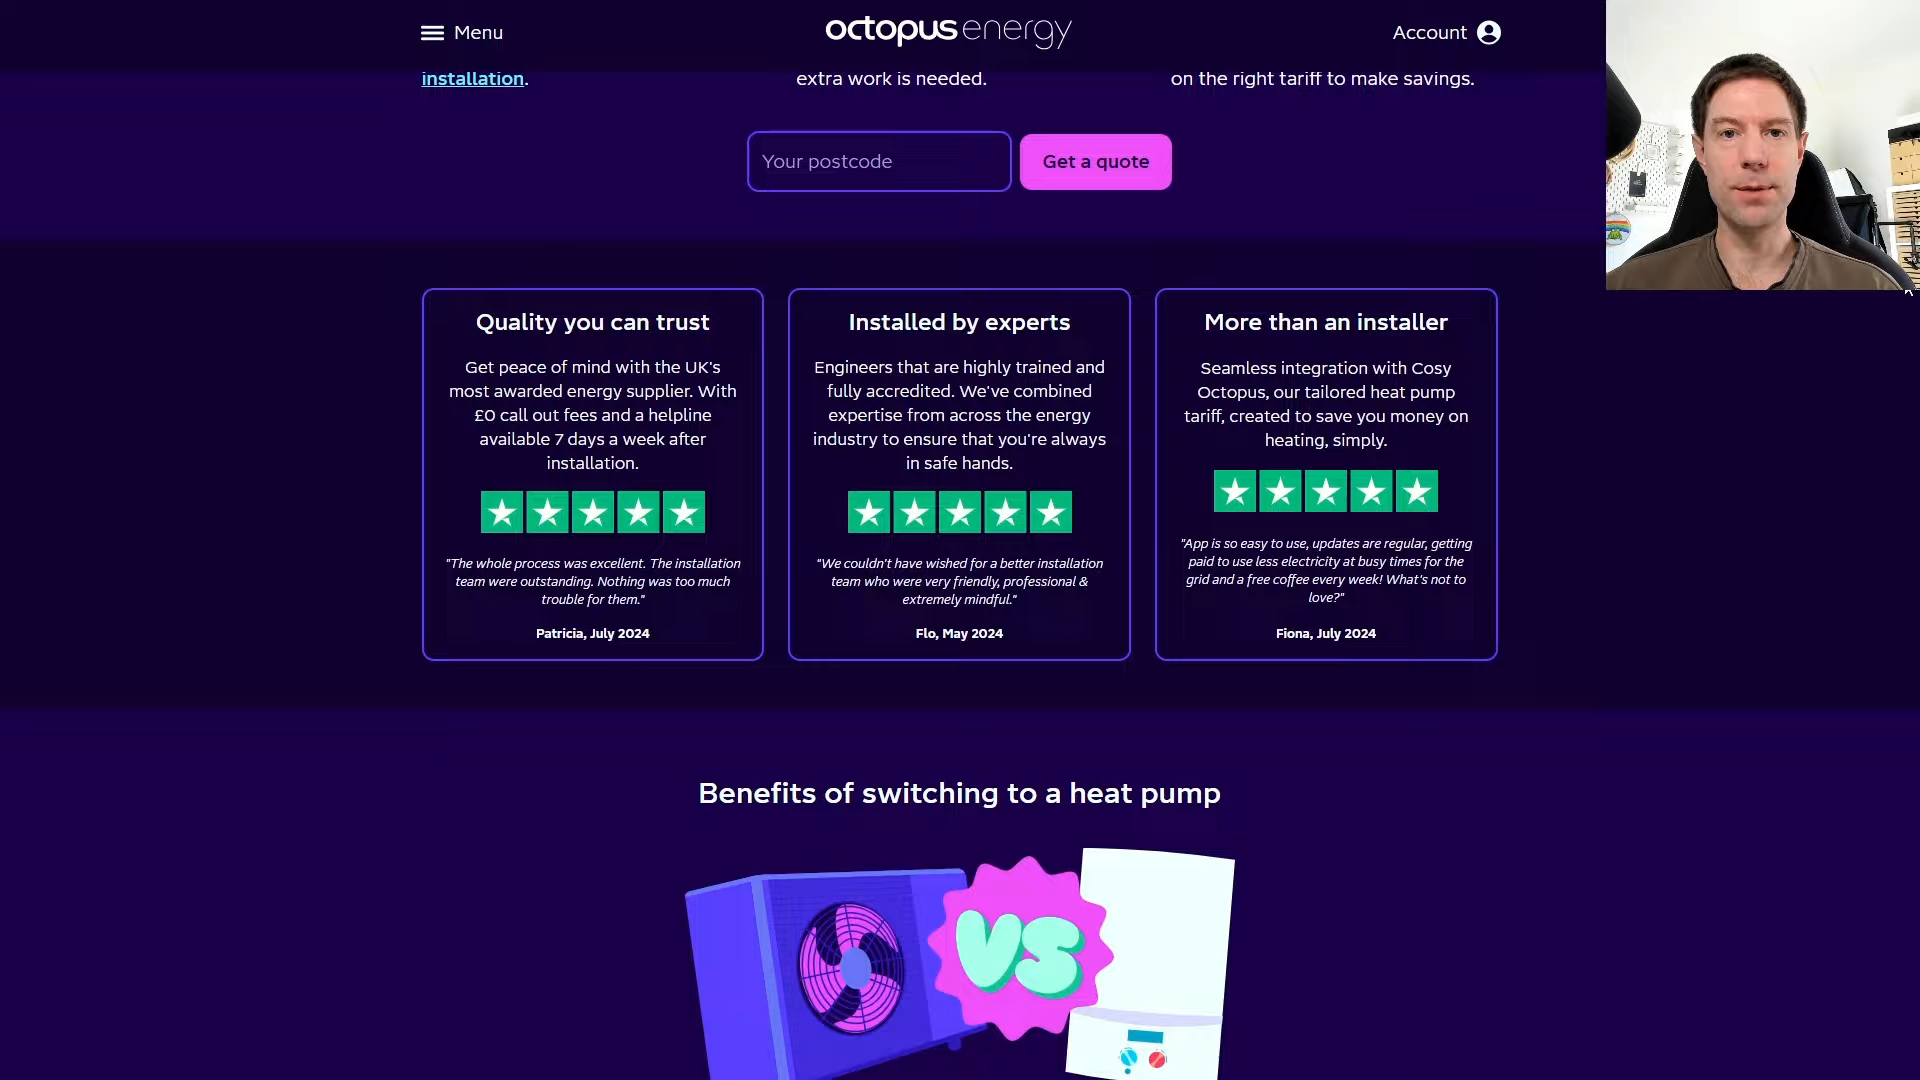 Menu
octopus energy
Account
installation.
extra work is needed.
on the right tariff to make savings.
Your postcode
Get a quote
Quality you can trust
Get peace of mind with the UK's
most awarded energy supplier. With
£0 call out fees and a helpline
available 7 days a week after
installation.
"The whole process was excellent. The installation
team were outstanding. Nothing was too much
trouble for them."
Patricia, July 2024
Installed by experts
Engineers that are highly trained and
fully accredited. We've combined
expertise from across the energy
industry to ensure that you're always
in safe hands.
"We couldn't have wished for a better installation
team who were very friendly, professional &
extremely mindful."
Flo, May 2024
More than an installer
Seamless integration with Cosy
Octopus, our tailored heat pump
tariff, created to save you money on
heating, simply.
"App is so easy to use, updates are regular, getting
paid to use less electricity at busy times for the
grid and a free coffee every week! What's not to
love?"
Fiona, July 2024
Benefits of switching to a heat pump
VS